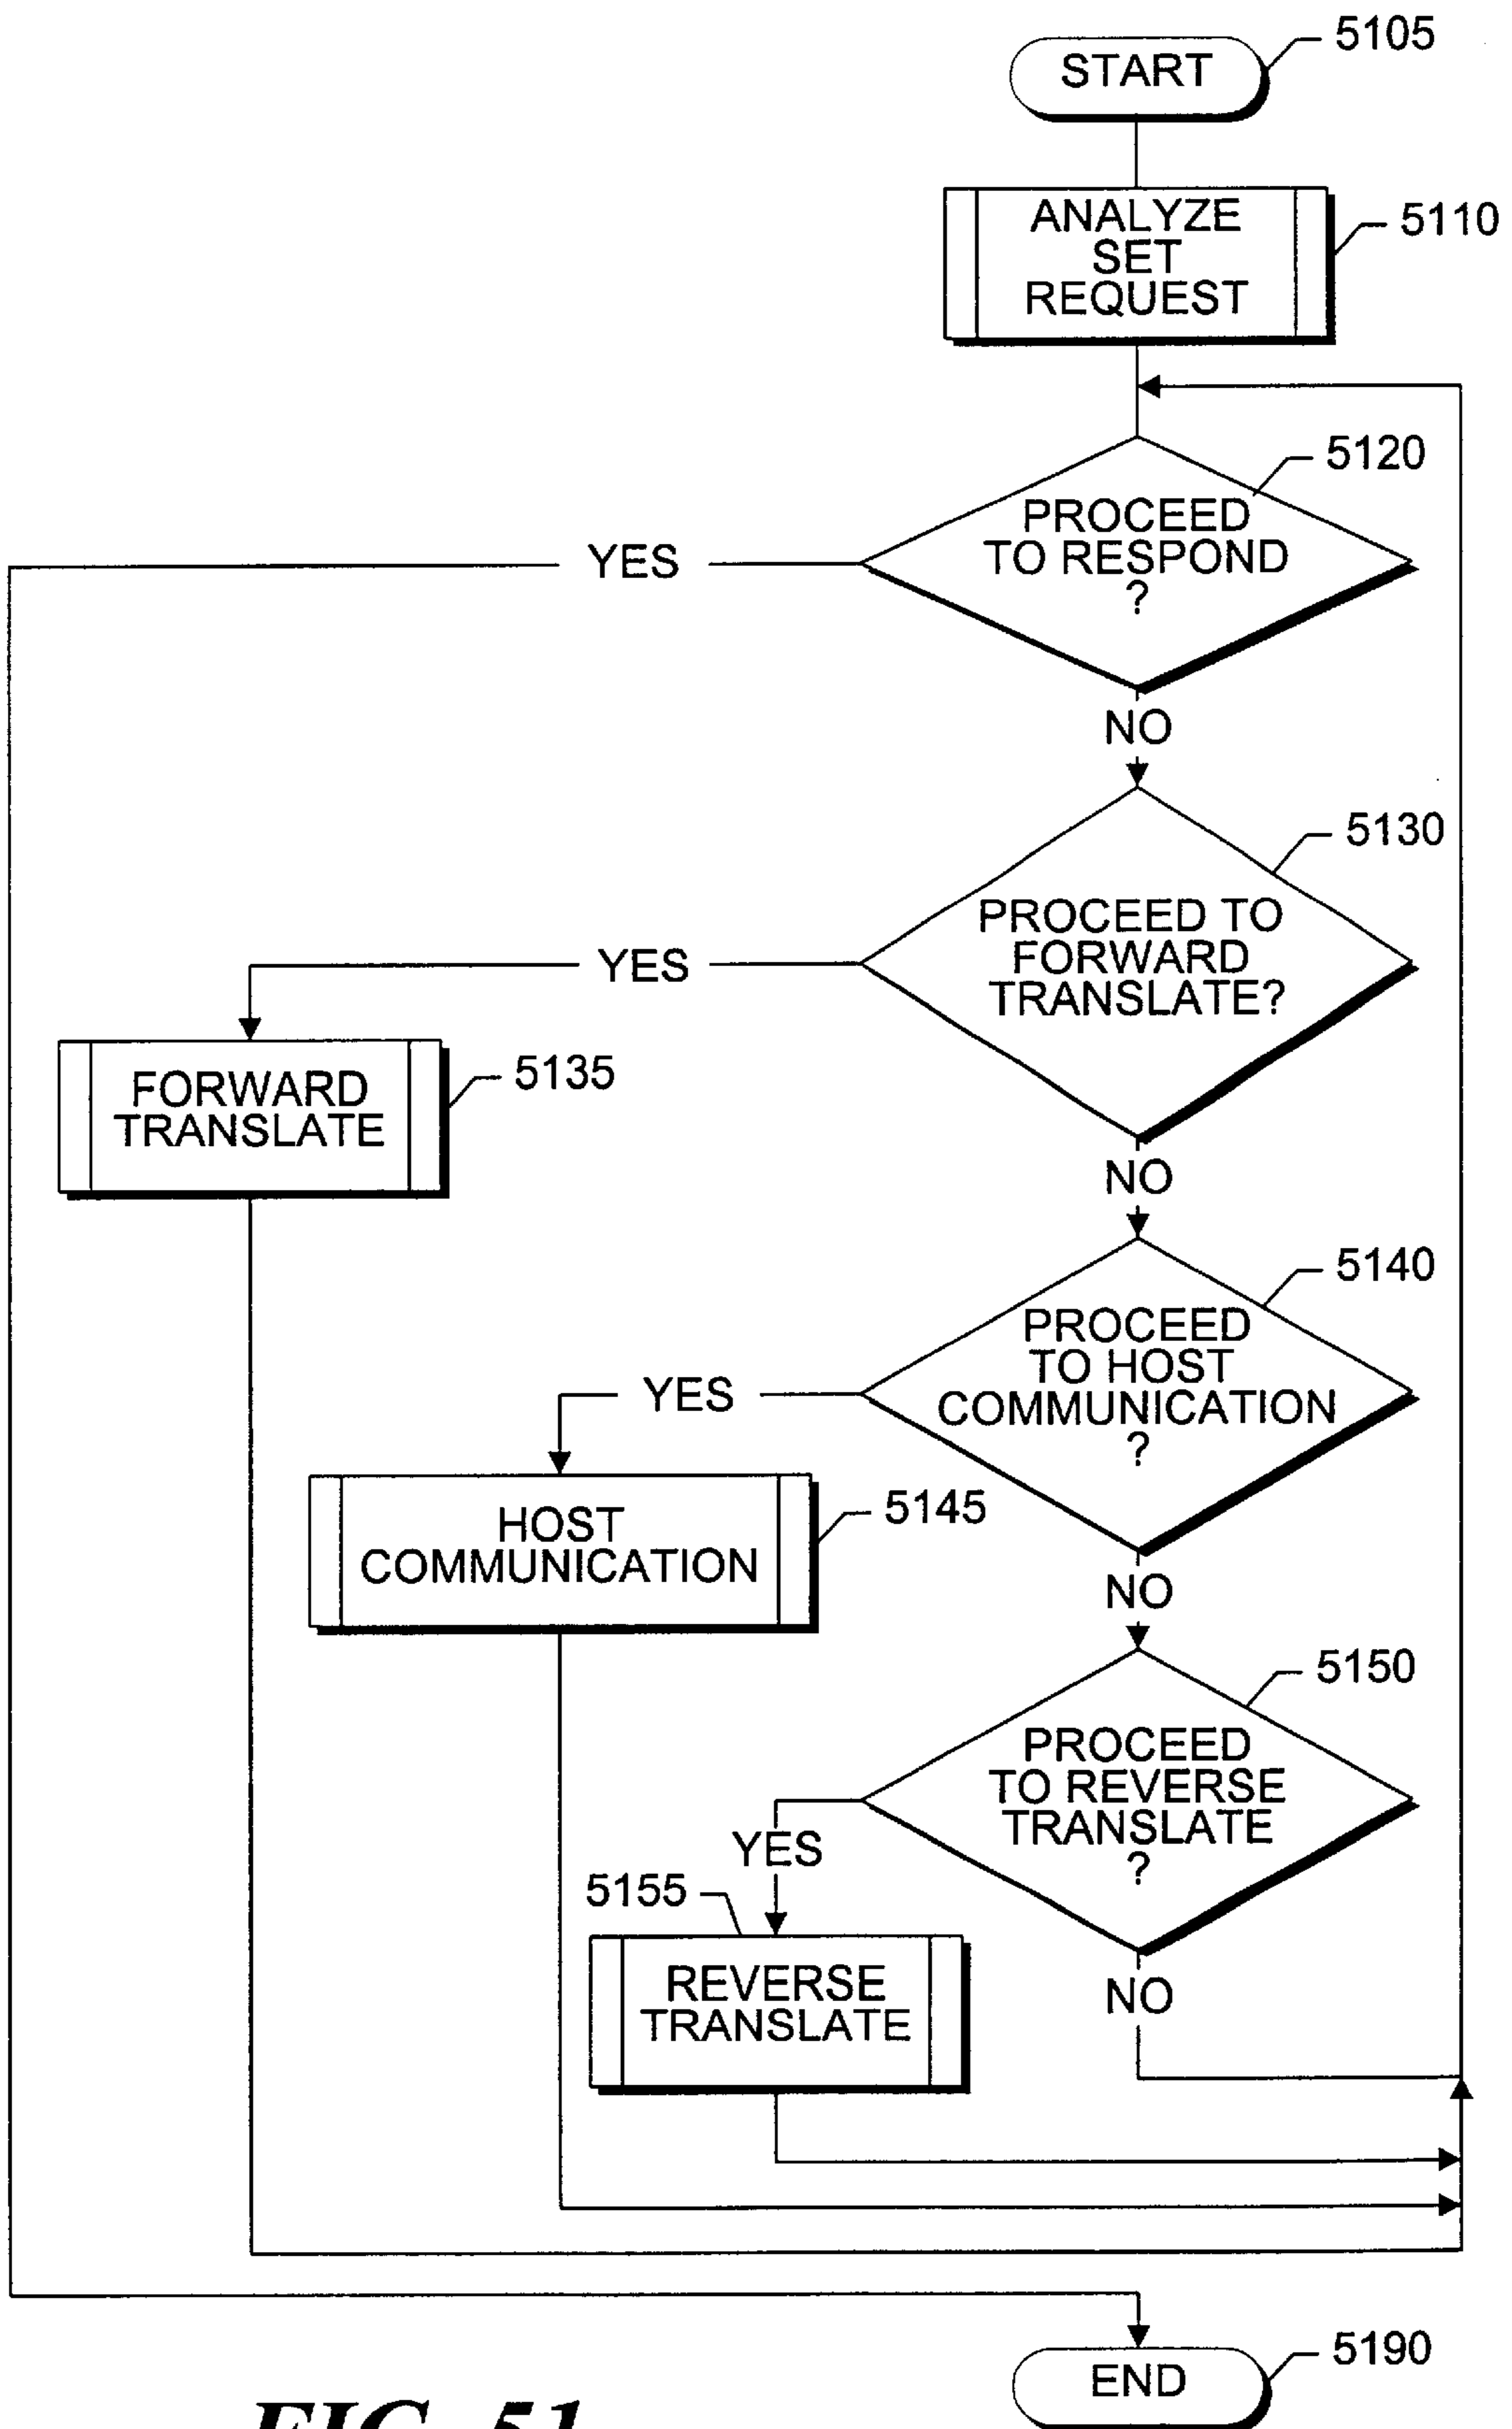 START
5105
ANALYZE
SET
REQUEST
5110
5120
PROCEED
TO RESPOND
?
YES
NO
5130
PROCEED TO
FORWARD
TRANSLATE?
YES
FORWARD
TRANSLATE
5135
NO
5140
PROCEED
TO HOST
COMMUNICATION
?
YES
HOST
COMMUNICATION
5145
NO
5150
PROCEED
TO REVERSE
TRANSLATE
?
YES
5155
REVERSE
TRANSLATE
NO
END
5190
FIG. 51